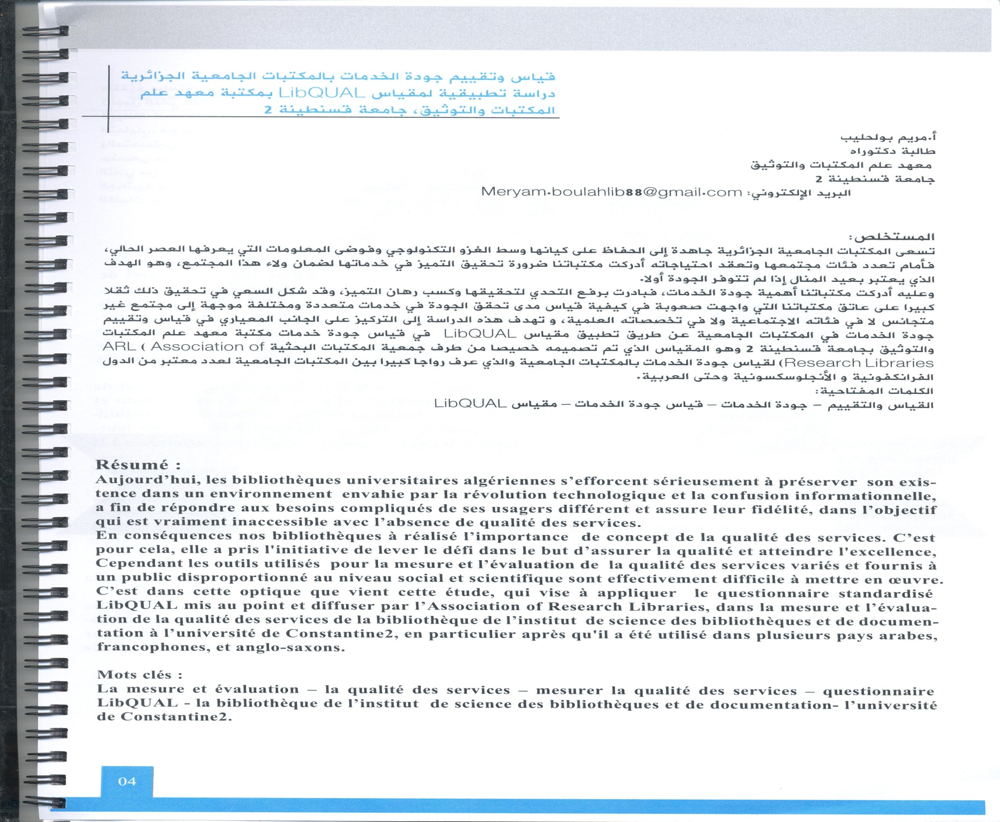 قياس وتقييم جودة الخدمات بالمكتبات الجامعية الجزائرية
دراسة تطبيقية لمقياس LibQUAL بمكتبة معهد علم
المكتبات والتوثيق، جامعة قسنطينة 2
أ.مريم بولحليب
طالبة دكتوراه
معهد علم المكتبات والتوثيق
جامعة قسنطينة 2
البريد الإلكتروني: Meryam.boulahlib88@gmail.com
المستخلص:
تسعى المكتبات الجامعية الجزائرية جاهدة إلى الحفاظ على كيانها وسط الغزو التكنولوجي وفوضى المعلومات التي يعرفها العصر الحالي،
فأمام تعدد فئات مجتمعها وتعقد احتياجاته أدركت مكتباتنا ضرورة تحقيق التميز في خدماتها لضمان ولاء هذا المجتمع، وهو الهدف
الذي يعتبر بعيد المنال إذا لم تتوفر الجودة أولا.
وعليه أدركت مكتباتنا أهمية جودة الخدمات، فبادرت برفع التحدي لتحقيقها وكسب رهان التميز، وقد شكل السعي في تحقيق ذلك ثقلا
كبيرا على عاتق مكتباتنا التي واجهت صعوبة في كيفية قياس مدى تحقق الجودة في خدمات متعددة ومختلفة موجهة إلى مجتمع غير
متجانس لا في فئاته الاجتماعية ولا في تخصصاته العلمية، و تهدف هذه الدراسة إلى التركيز على الجانب المعياري في قياس وتقييم
جودة الخدمات في المكتبات الجامعية عن طريق تطبيق مقياس LibQUAL في قياس جودة خدمات مكتبة معهد علم المكتبات
والتوثيق بجامعة قسنطينة 2 وهو المقياس الذي تم تصميمه خصيصا من طرف جمعية المكتبات البحثية ARL ( Association of
Research Libraries) لقياس جودة الخدمات بالمكتبات الجامعية والذي عرف رواجا كبيرا بين المكتبات الجامعية لعدد معتبر من الدول
الفرانكفونية و الأنجلوسكسونية وحتى العربية.
الكلمات المفتاحية:
القياس والتقييم – جودة الخدمات – قياس جودة الخدمات – مقياس LibQUAL
Résumé :
Aujourd’hui, les bibliothèques universitaires algériennes s’efforcent sérieusement à préserver son exis-
tence dans un environnement envahie par la révolution technologique et la confusion informationnelle,
a fin de répondre aux besoins compliqués de ses usagers différent et assure leur fidélité, dans l’objectif
qui est vraiment inaccessible avec l’absence de qualité des services.
En conséquences nos bibliothèques à réalisé l’importance de concept de la qualité des services. C’est
pour cela, elle a pris l'initiative de lever le défi dans le but d’assurer la qualité et atteindre l'excellence,
Cependant les outils utilisés pour la mesure et l’évaluation de la qualité des services variés et fournis à
un public disproportionné au niveau social et scientifique sont effectivement difficile à mettre en œuvre.
C’est dans cette optique que vient cette étude, qui vise à appliquer le questionnaire standardisé
LibQUAL mis au point et diffuser par l’Association of Research Libraries, dans la mesure et l’évalua-
tion de la qualité des services de la bibliothèque de l’institut de science des bibliothèques et de documen-
tation à l’université de Constantine2, en particulier après qu'il a été utilisé dans plusieurs pays arabes,
francophones, et anglo-saxons.
Mots clés :
La mesure et évaluation – la qualité des services – mesurer la qualité des services – questionnaire
LibQUAL - la bibliothèque de l’institut de science des bibliothèques et de documentation- l’université
de Constantine2.
04